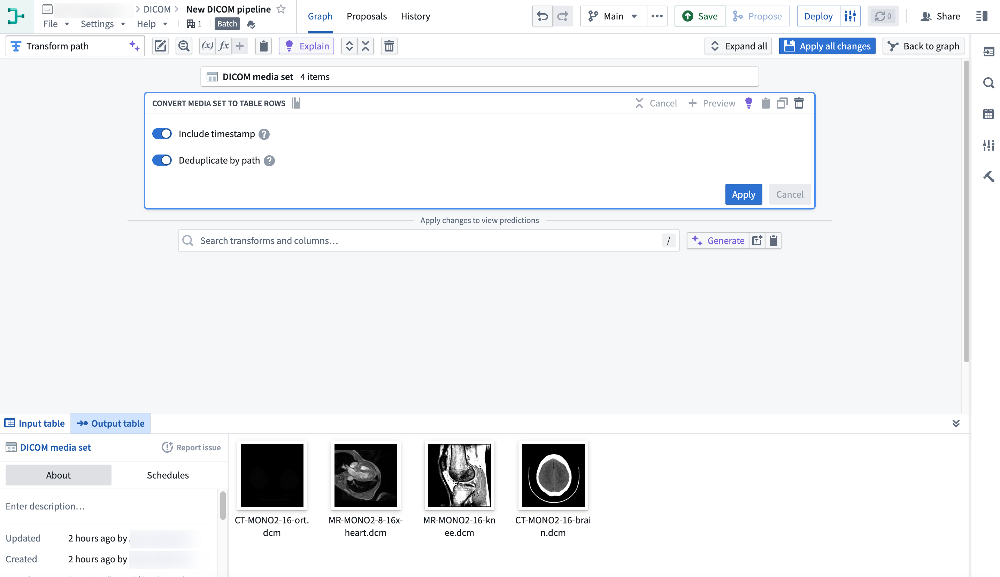 DICOM
New DICOM pipeline
File
Settings
Help
1
Batch
Graph
Proposals
History
Main
Save
Propose
Deploy
0
Share
Transform path
(x)
fx
Explain
Expand all
Apply all changes
Back to graph
DICOM media set 4 items
CONVERT MEDIA SET TO TABLE ROWS
Cancel
Preview
Include timestamp ?
Deduplicate by path ?
Apply
Cancel
Apply changes to view predictions
Search transforms and columns…
/
Generate
Input table
Output table
DICOM media set
Report issue
About
Schedules
Enter description…
Updated 2 hours ago by
Created 2 hours ago by
CT-MONO2-16-ort.
dcm
MR-MONO2-8-16x-
heart.dcm
MR-MONO2-16-kn
ee.dcm
CT-MONO2-16-brai
n.dcm